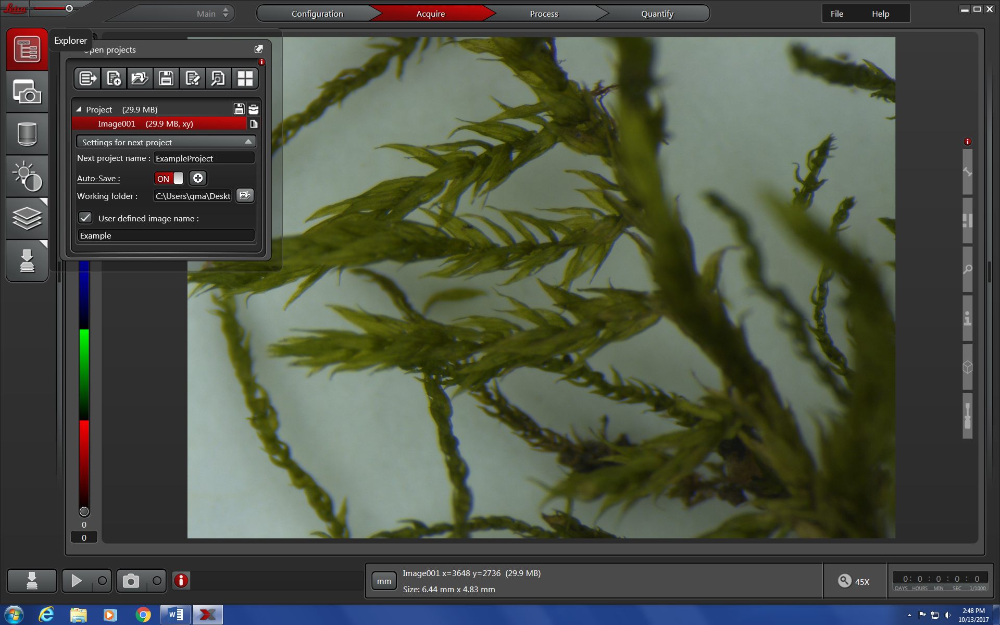 Leica
Main
Configuration
Acquire
Process
Quantify
File
Help
Explorer
Open projects
Project (29.9 MB)
Image001 (29.9 MB, xy)
Settings for next project
Next project name : ExampleProject
Auto-Save : ON
Working folder : C:\Users\qma\Deskt
User defined image name :
Example
0
0
mm
Image001 x=3648 y=2736 (29.9 MB)
Size: 6.44 mm x 4.83 mm
45X
0: 0 : 0 : 0 : 0
DAYS HOURS MIN SEC 1/1000
2:48 PM
10/13/2017